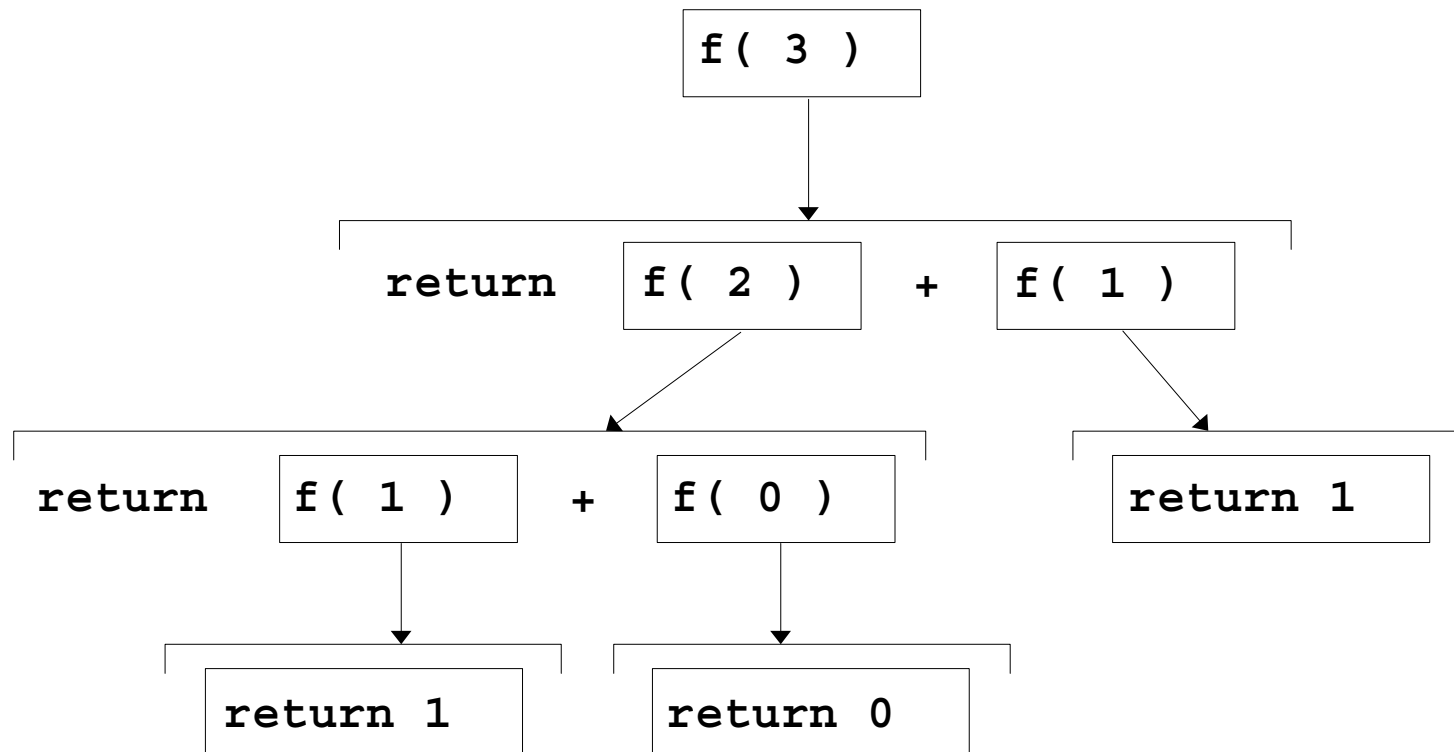 f( 3 )
return f( 2 ) + f( 1 )
return f( 1 ) + f( 0 ) return 1
return 1 return 0